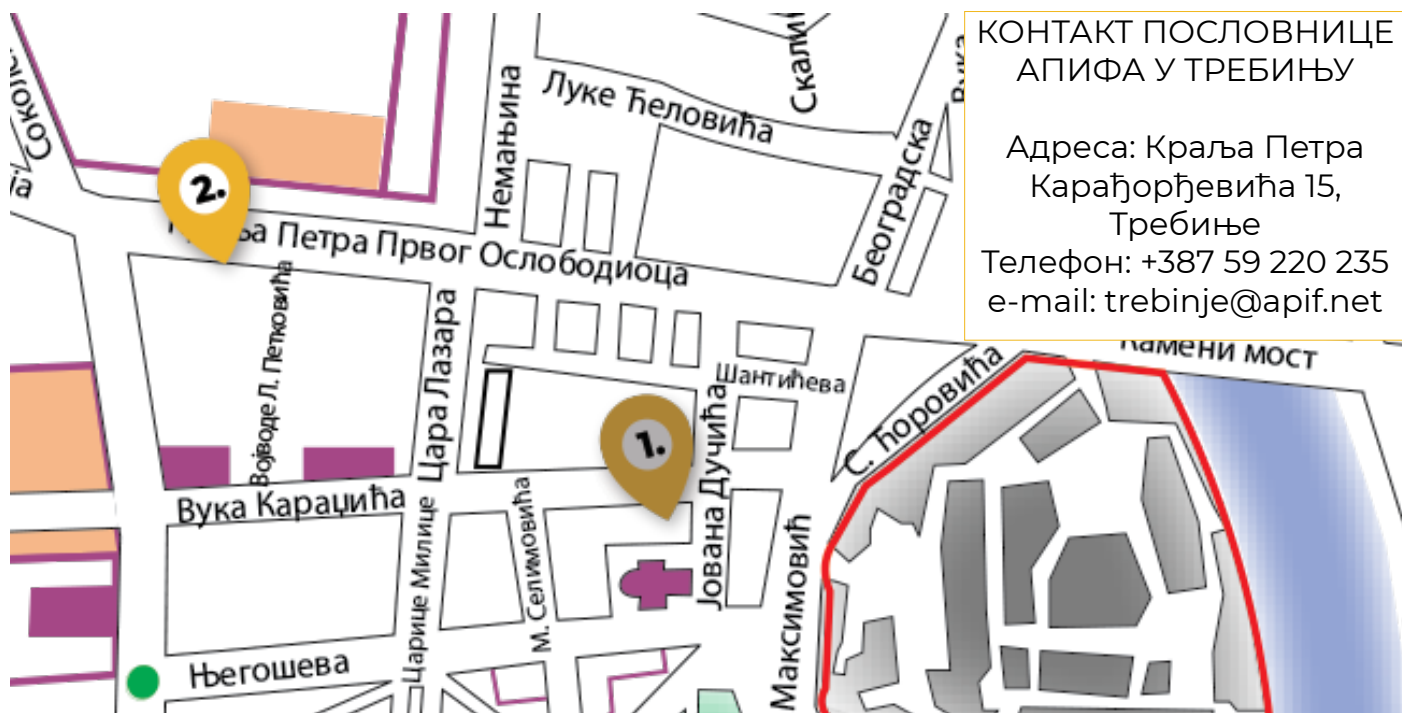 КОНТАКТ ПОСЛОВНИЦЕ
АПИФА У ТРЕБИЊУ
Адреса: Краља Петра
Карађорђевића 15,
Требиње
Телефон: +387 59 220 235
e-mail: trebinje@apif.net
Луке Ћеловића
Немањина
Београдска
2.
Петра Првог Ослободиоца
Војводе Л. Петковића
Цара Лазара
Шантићева
Камени мост
С. Ћоровића
1.
Јована Дучића
Вука Караџића
Царице Милице
м. Селимовића
Максимовић
Његошева